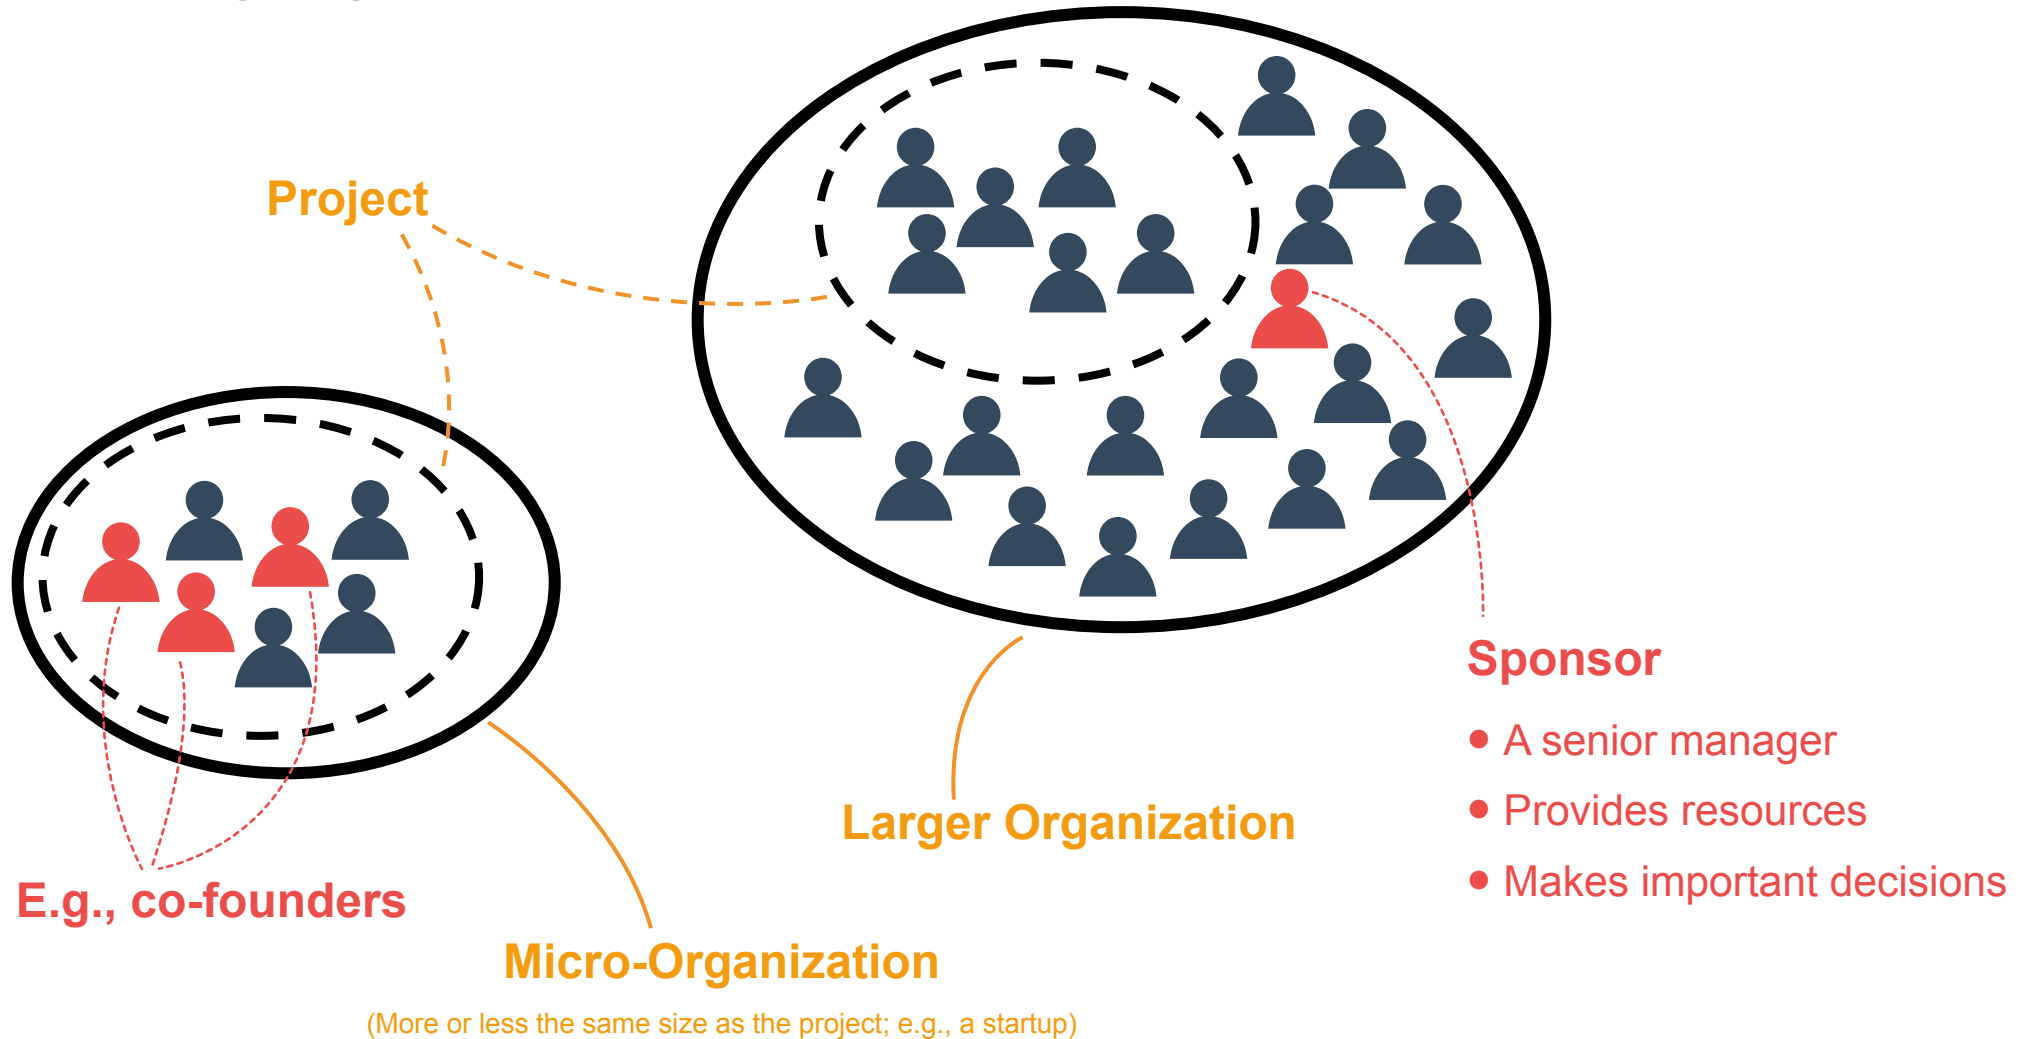 Project
Sponsor
A senior manager
Provides resources
Makes important decisions
Larger Organization
E.g., co-founders
Micro-Organization
(More or less the same size as the project; e.g., a startup)